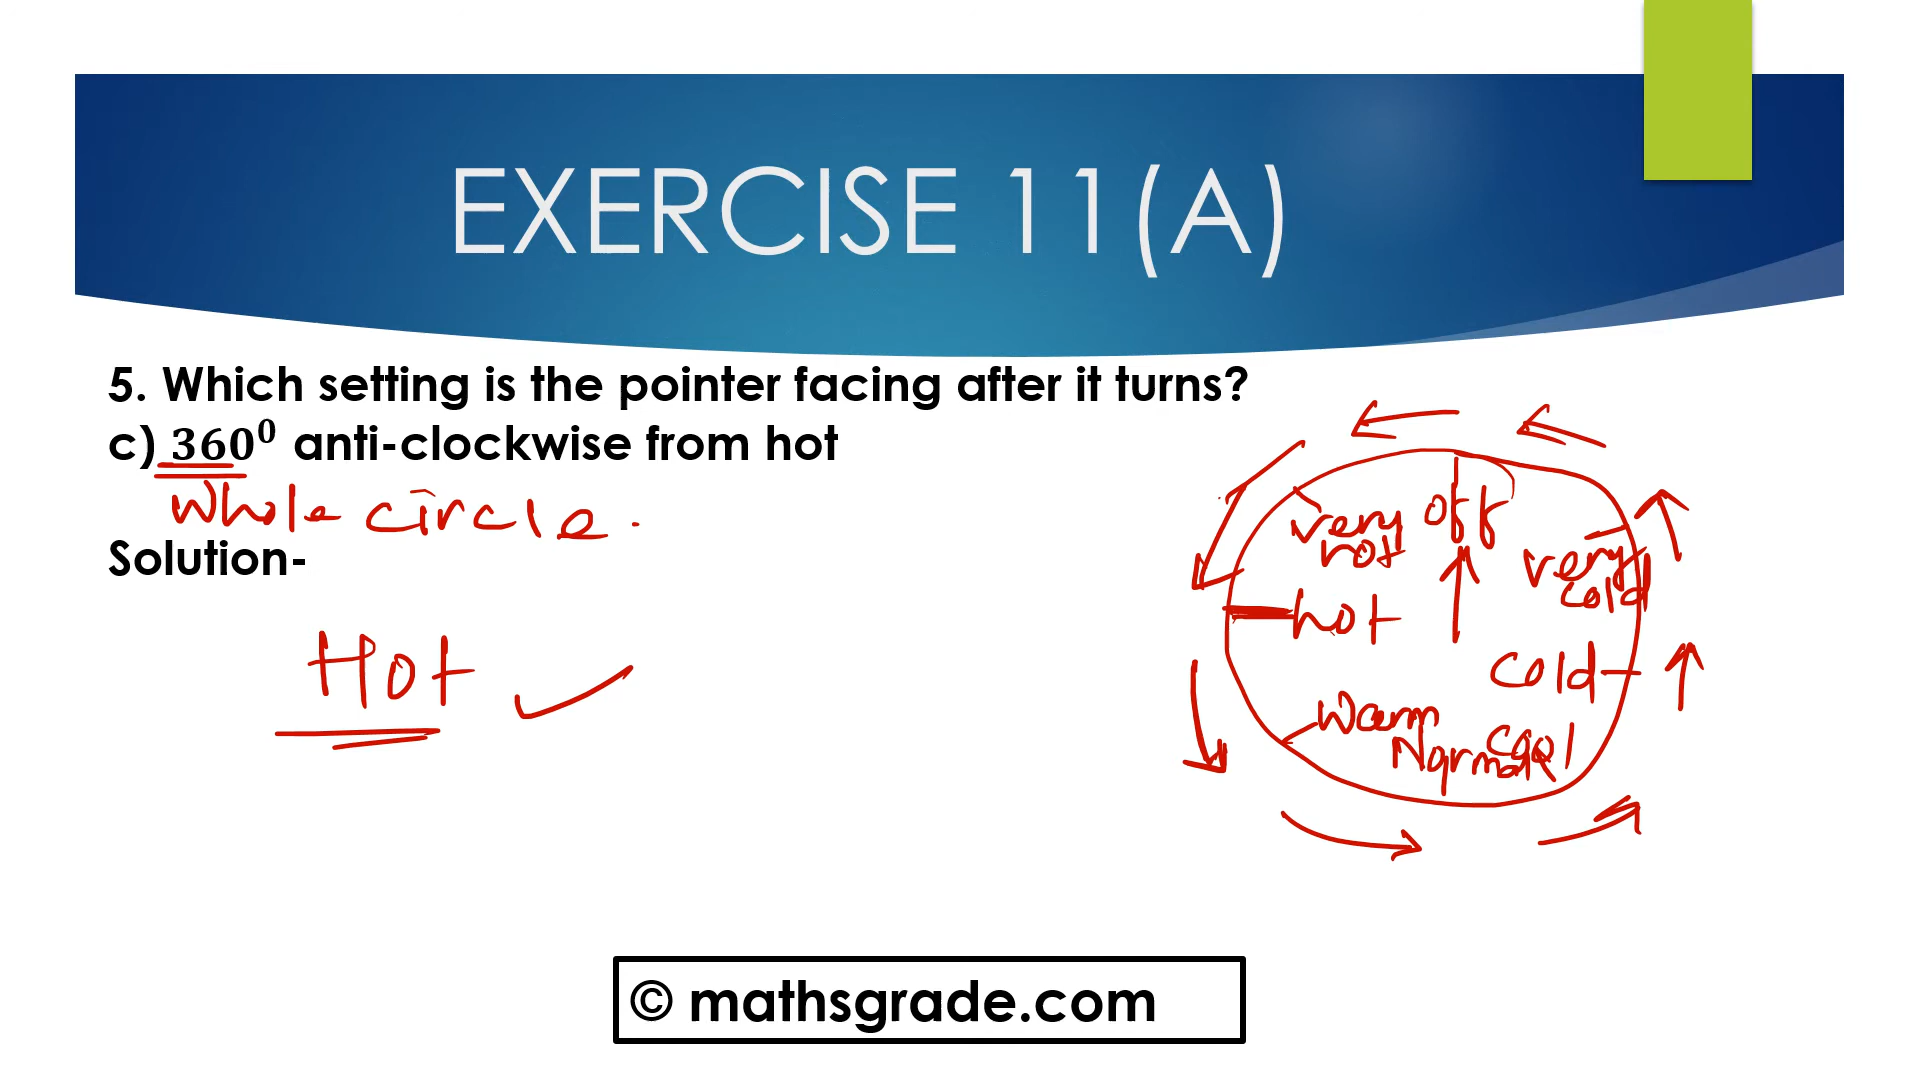 EXERCISE 11(A)
5. Which setting is the pointer facing after it turns?
c) 360⁰ anti-clockwise from hot
Whole circle.
Solution-
Hot
off
very
hot
very
cold
hot
cold
warm
cool
Normal
© mathsgrade.com